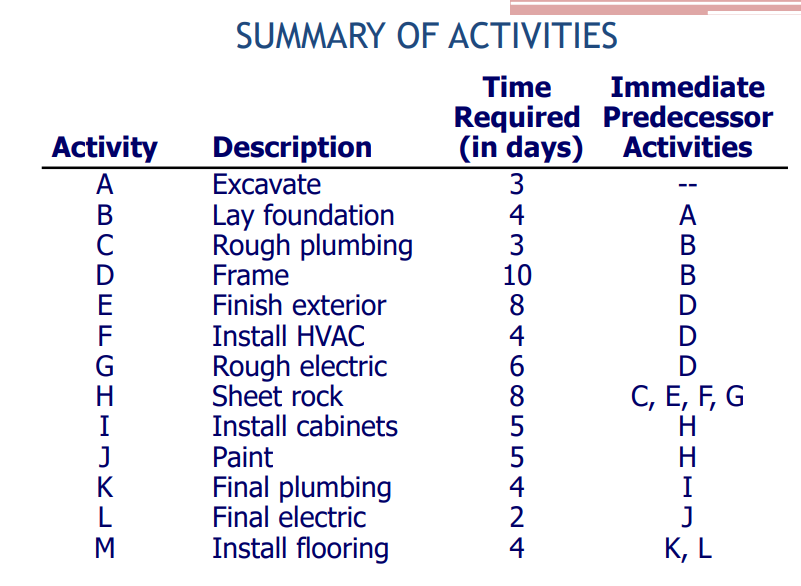 SUMMARY OF ACTIVITIES
Time Immediate
Required Predecessor
Activity Description (in days) Activities
A Excavate 3 --
B Lay foundation 4 A
C Rough plumbing 3 B
D Frame 10 B
E Finish exterior 8 D
F Install HVAC 4 D
G Rough electric 6 D
H Sheet rock 8 C, E, F, G
I Install cabinets 5 H
J Paint 5 H
K Final plumbing 4 I
L Final electric 2 J
M Install flooring 4 K, L